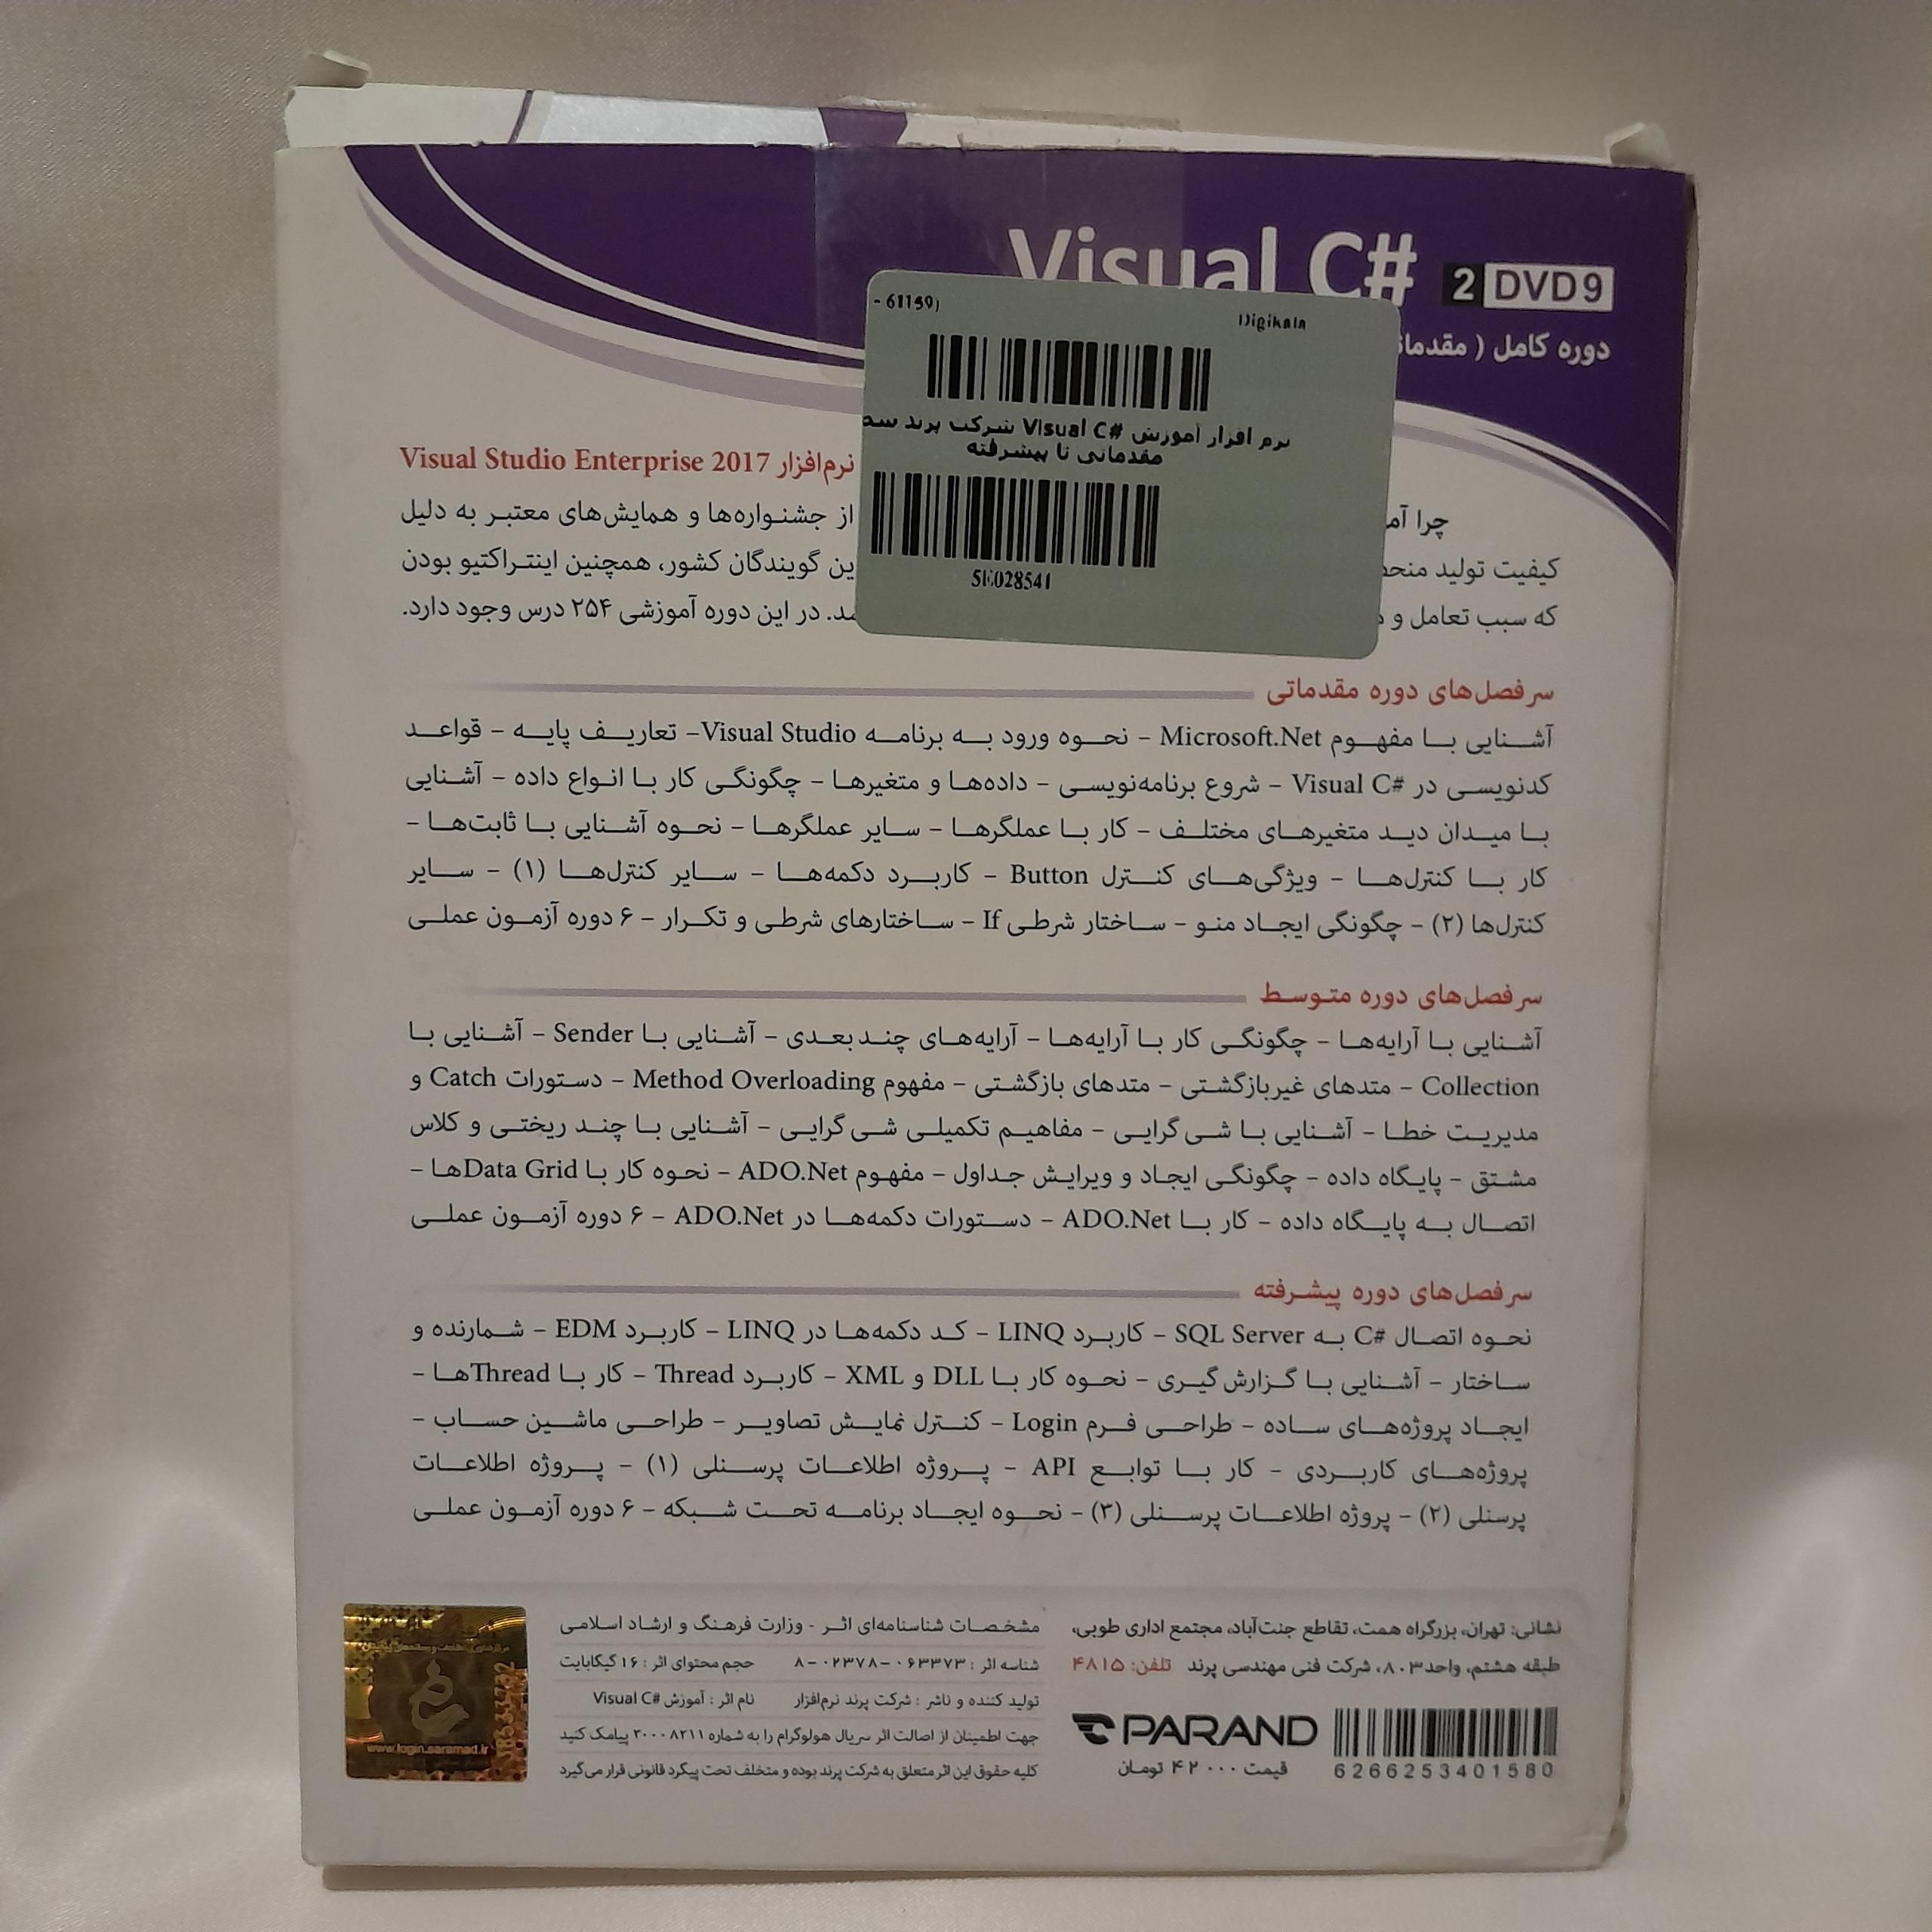 Visual C# 2 DVD9
دوره کامل ( مقدما
Digikala
نرم افزار آموزش Visual C# شرکت پرند سط
مقدماتی تا پیشرفته
نرم‌افزار Visual Studio Enterprise 2017
چرا آم از جشنواره‌ها و همایش‌های معتبر به دلیل
کیفیت تولید منحص ین گویندگان کشور، همچنین اینتراکتیو بودن
که سبب تعامل و مد. در این دوره آموزشی ۲۵۴ درس وجود دارد.
سرفصل‌های دوره مقدماتی
آشنایی با مفهوم Microsoft.Net - نحوه ورود به برنامه Visual Studio- تعاریف پایه - قواعد
کدنویسی در Visual C# - شروع برنامه‌نویسی - داده‌ها و متغیرها - چگونگی کار با انواع داده - آشنایی
با میدان دید متغیرهای مختلف - کار با عملگرها - سایر عملگرها - نحوه آشنایی با ثابت‌ها -
کار با کنترل‌ها - ویژگی‌های کنترل Button - کاربرد دکمه‌ها - سایر کنترل‌ها (۱) - سایر
کنترل‌ها (۲) - چگونگی ایجاد منو - ساختار شرطی If - ساختارهای شرطی و تکرار - ۶ دوره آزمون عملی
سرفصل‌های دوره متوسط
آشنایی با آرایه‌ها - چگونگی کار با آرایه‌ها - آرایه‌های چندبعدی - آشنایی با Sender - آشنایی با
Collection - متدهای غیربازگشتی - متدهای بازگشتی - مفهوم Method Overloading - دستورات Catch و
مدیریت خطا - آشنایی با شی‌گرایی - مفاهیم تکمیلی شی‌گرایی - آشنایی با چند ریختی و کلاس
مشتق - پایگاه داده - چگونگی ایجاد و ویرایش جداول - مفهوم ADO.Net - نحوه کار با Data Gridها -
اتصال به پایگاه داده - کار با ADO.Net - دستورات دکمه‌ها در ADO.Net - ۶ دوره آزمون عملی
سرفصل‌های دوره پیشرفته
نحوه اتصال C# به SQL Server - کاربرد LINQ - کد دکمه‌ها در LINQ - کاربرد EDM - شمارنده و
ساختار - آشنایی با گزارش‌گیری - نحوه کار با DLL و XML - کاربرد Thread - کار با Threadها -
ایجاد پروژه‌های ساده - طراحی فرم Login - کنترل نمایش تصاویر - طراحی ماشین حساب -
پروژه‌های کاربردی - کار با توابع API - پروژه اطلاعات پرسنلی (۱) - پروژه اطلاعات
پرسنلی (۲) - پروژه اطلاعات پرسنلی (۳) - نحوه ایجاد برنامه تحت شبکه - ۶ دوره آزمون عملی
نشانی: تهران، بزرگراه همت، تقاطع جنت‌آباد، مجتمع اداری طوبی،
طبقه هشتم، واحد ۸۰۳، شرکت فنی مهندسی پرند تلفن: ۴۸۱۵
PARAND
قیمت ۴۲۰۰۰ تومان
6266253401580
مشخصات شناسنامه‌ای اثر - وزارت فرهنگ و ارشاد اسلامی
شناسه اثر : ۸-۰۲۳۷۸-۰۶۳۳۷۳ حجم محتوای اثر : ۱۶ گیگابایت
تولید کننده و ناشر : شرکت پرند نرم‌افزار نام اثر : آموزش Visual C#
جهت اطمینان از اصالت اثر سریال هولوگرام را به شماره ۳۰۰۰۸۲۱۱ پیامک کنید
کلیه حقوق این اثر متعلق به شرکت پرند بوده و متخلف تحت پیگرد قانونی قرار می‌گیرد
www.login.saramad.ir